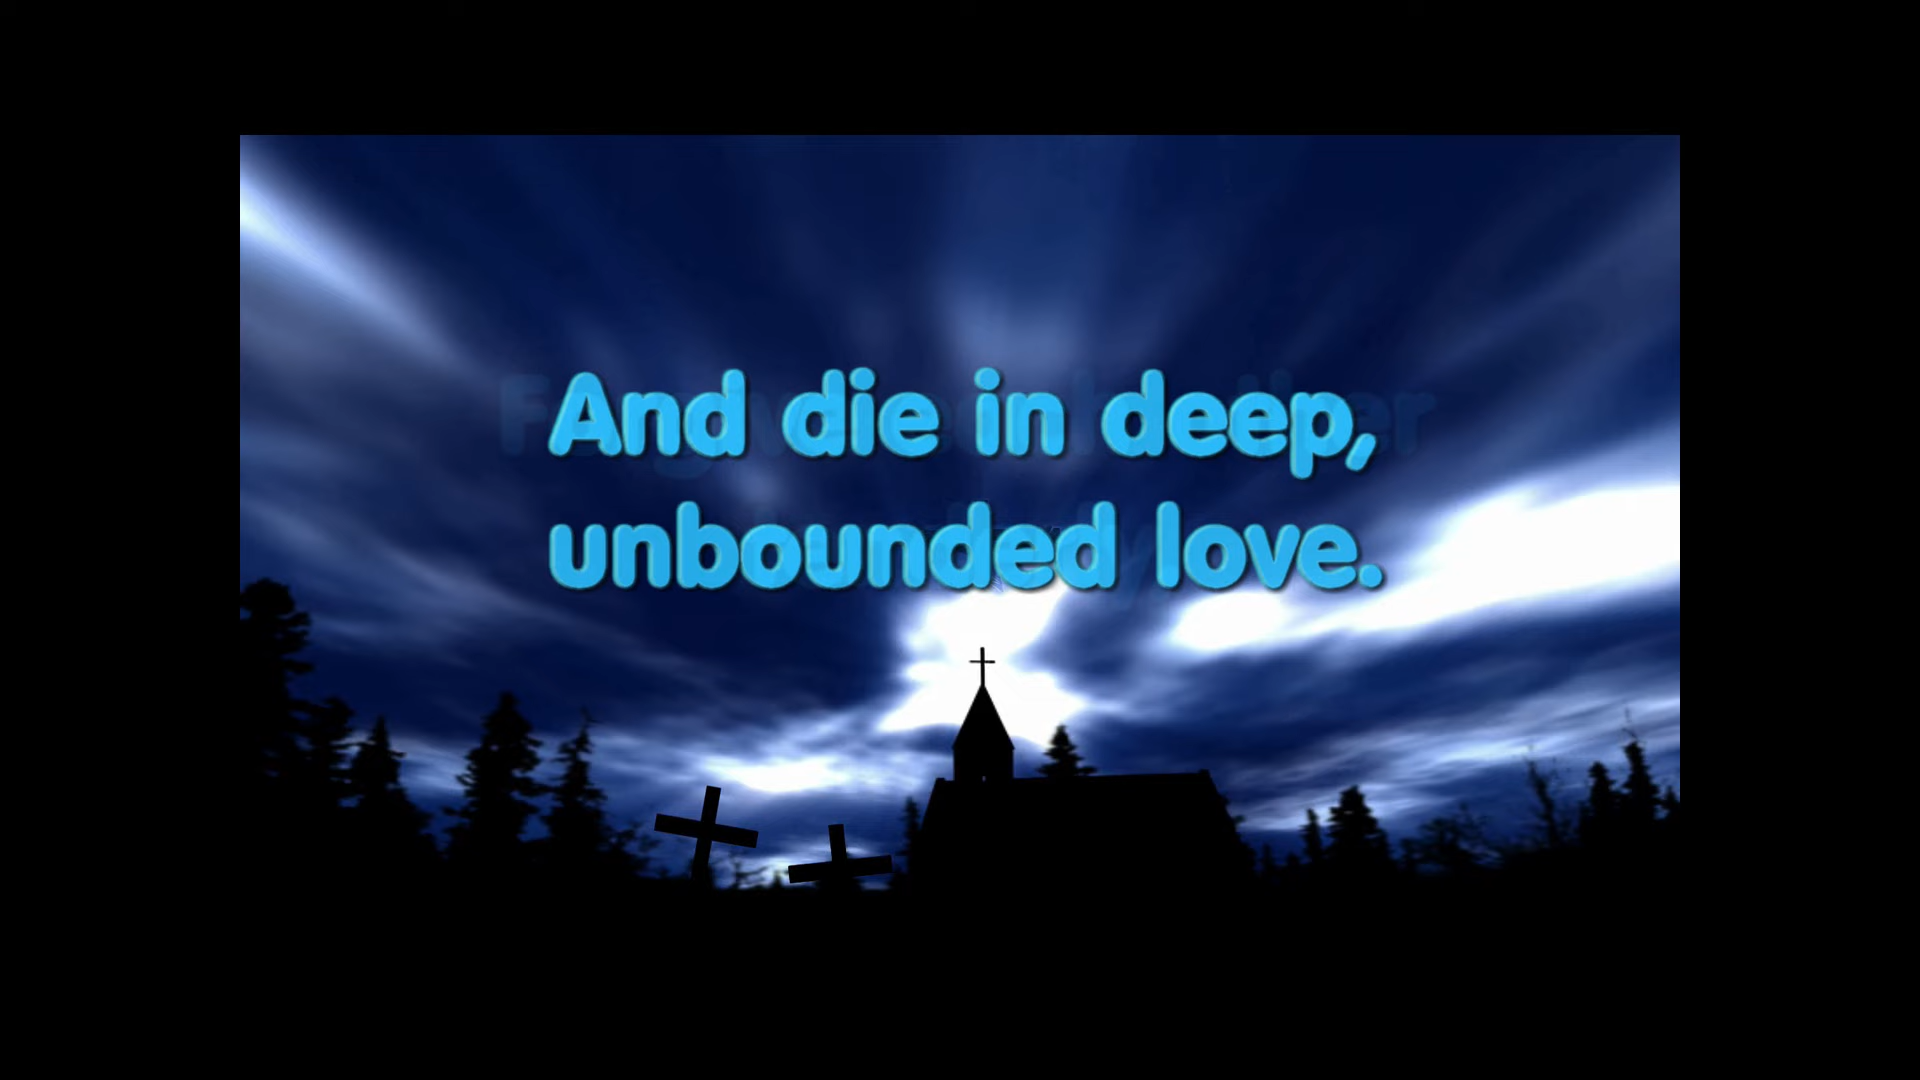 And die in deep,
unbounded love.